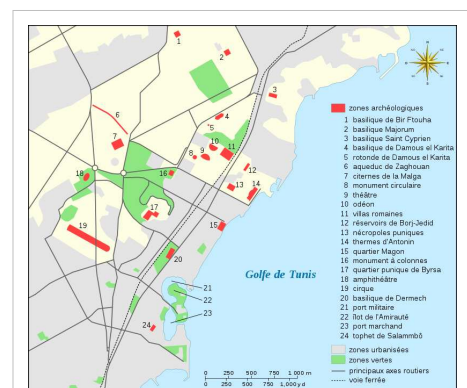 1
2
3
4
5
6
7
8
9
10
11
12
13
14
15
16
17
18
19
20
21
22
23
24
Golfe de Tunis
zones archéologiques
1 basilique de Bir Ftouha
2 basilique Majorum
3 basilique Saint Cyprien
4 basilique de Damous el Karita
5 rotonde de Damous el Karita
6 aqueduc de Zaghouan
7 citernes de la Malga
8 monument circulaire
9 théâtre
10 odéon
11 villas romaines
12 réservoirs de Borj-Jedid
13 nécropoles puniques
14 thermes d'Antonin
15 quartier Magon
16 monument à colonnes
17 quartier punique de Byrsa
18 amphithéâtre
19 cirque
20 basilique de Dermech
21 port militaire
22 îlot de l'Amirauté
23 port marchand
24 tophet de Salammbô
zones urbanisées
zones vertes
principaux axes routiers
voie ferrée
0 250 500 750 1,000 m
0 250 500 750 1,000 yd